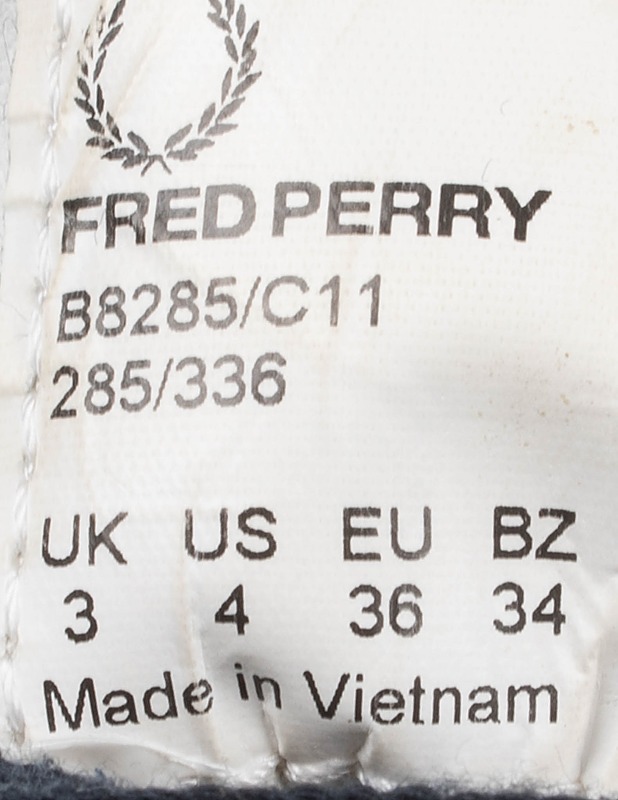 FRED PERRY
B8285/C11
285/336
UK US EU BZ
3 4 36 34
Made in Vietnam